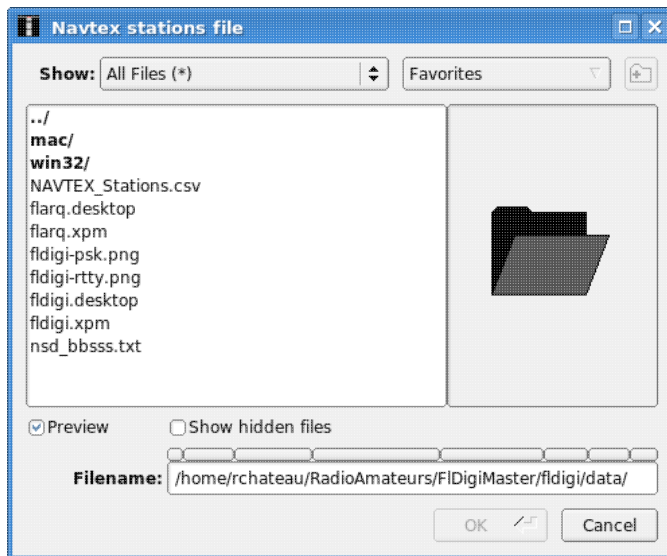 Navtex stations file
Show: All Files (*) Favorites
../
mac/
win32/
NAVTEX_Stations.csv
flarq.desktop
flarq.xpm
fldigi-psk.png
fldigi-rtty.png
fldigi.desktop
fldigi.xpm
nsd_bbsss.txt
Preview Show hidden files
Filename: /home/rchateau/RadioAmateurs/FlDigiMaster/fldigi/data/
OK Cancel